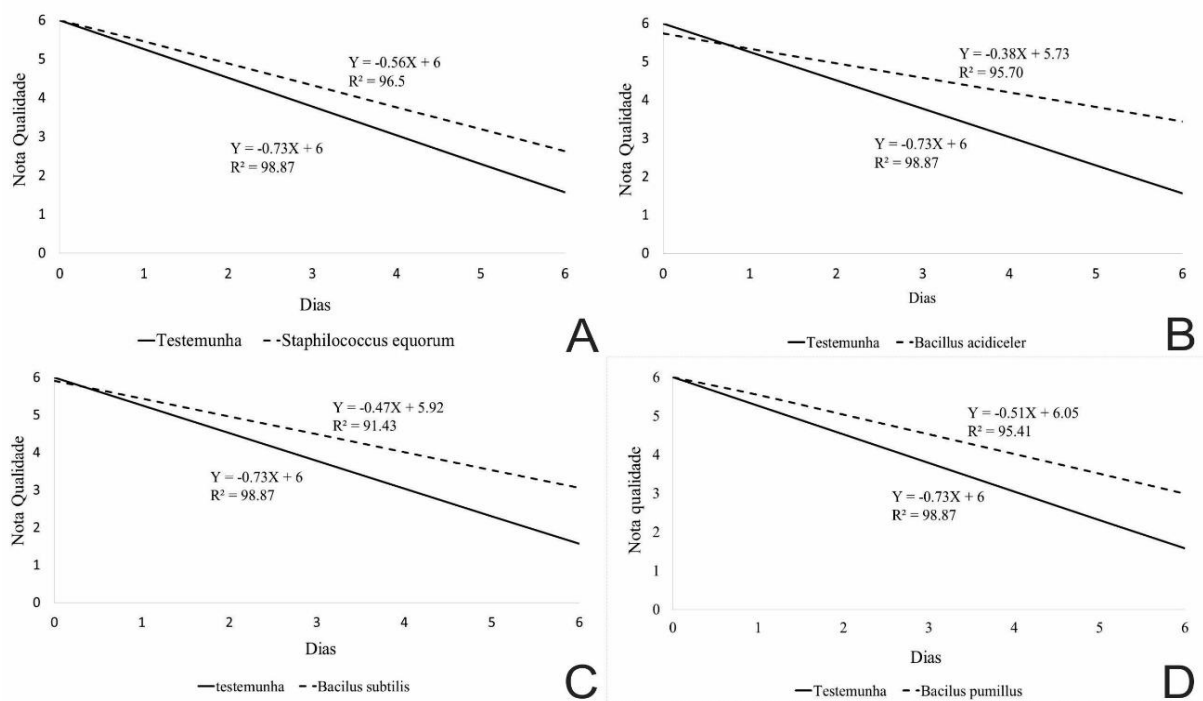 6
5
4
3
2
1
0
Nota Qualidade
Y = -0.56X + 6
R² = 96.5
Y = -0.73X + 6
R² = 98.87
0 1 2 3 4 5 6
Dias
Testemunha Staphilococcus equorum
A
6
5
4
3
2
1
0
Nota Qualidade
Y = -0.38X + 5.73
R² = 95.70
Y = -0.73X + 6
R² = 98.87
0 1 2 3 4 5 6
Dias
Testemunha Bacillus acidiceler
B
6
5
4
3
2
1
0
Nota Qualidade
Y = -0.47X + 5.92
R² = 91.43
Y = -0.73X + 6
R² = 98.87
0 1 2 3 4 5 6
Dias
testemunha Bacilus subtilis
C
6
5
4
3
2
1
0
Nota qualidade
Y = -0.51X + 6.05
R² = 95.41
Y = -0.73X + 6
R² = 98.87
0 1 2 3 4 5 6
Dias
Testemunha Bacilus pumillus
D